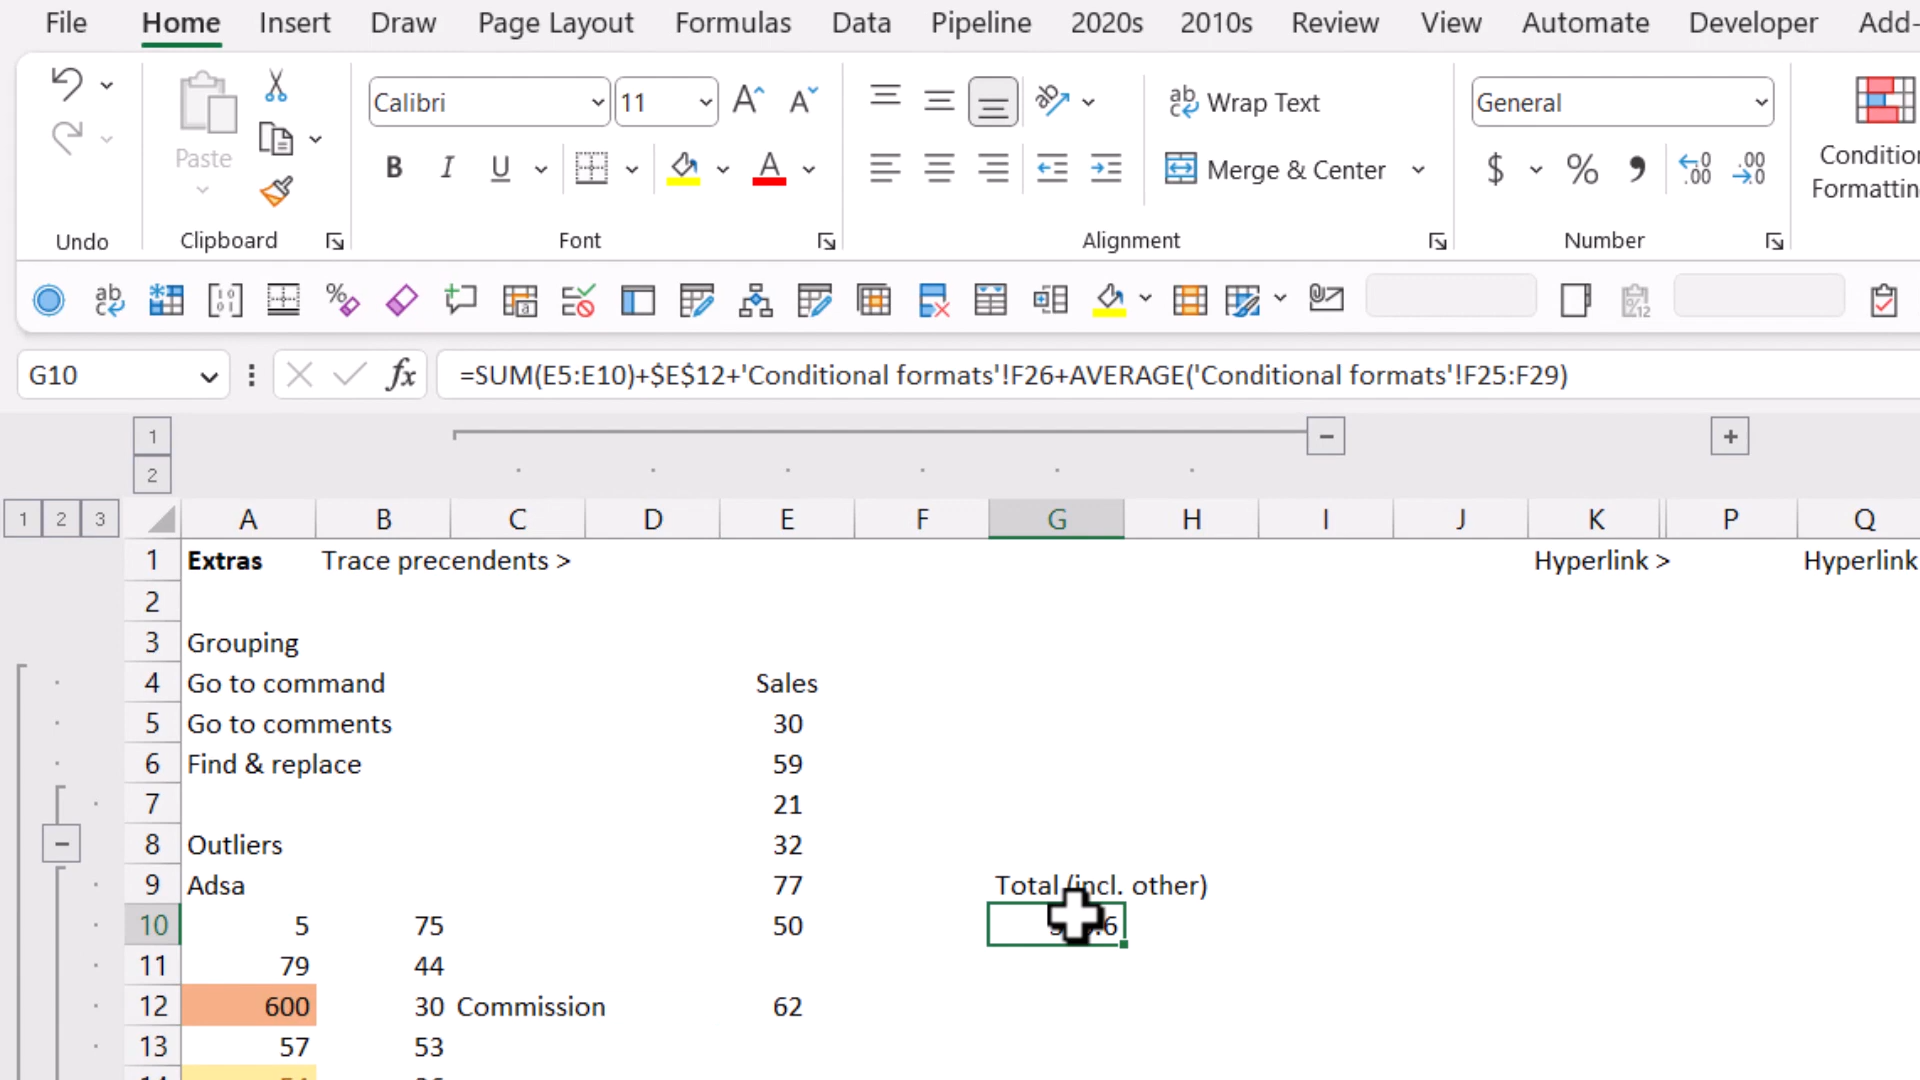 File Home Insert Draw Page Layout Formulas Data Pipeline 2020s 2010s Review View Automate Developer Add-
Calibri 11 Wrap Text General
Paste B I U A Merge & Center $ % Conditio
Formattin
Undo Clipboard Font Alignment Number
G10 fx =SUM(E5:E10)+$E$12+'Conditional formats'!F26+AVERAGE('Conditional formats'!F25:F29)
1
2
1 2 3 A B C D E F G H I J K P Q
1 Extras Trace precendents > Hyperlink > Hyperlink
2
3 Grouping
4 Go to command Sales
5 Go to comments 30
6 Find & replace 59
7 21
8 Outliers 32
9 Adsa 77 Total (incl. other)
10 5 75 50
11 79 44
12 600 30 Commission 62
13 57 53